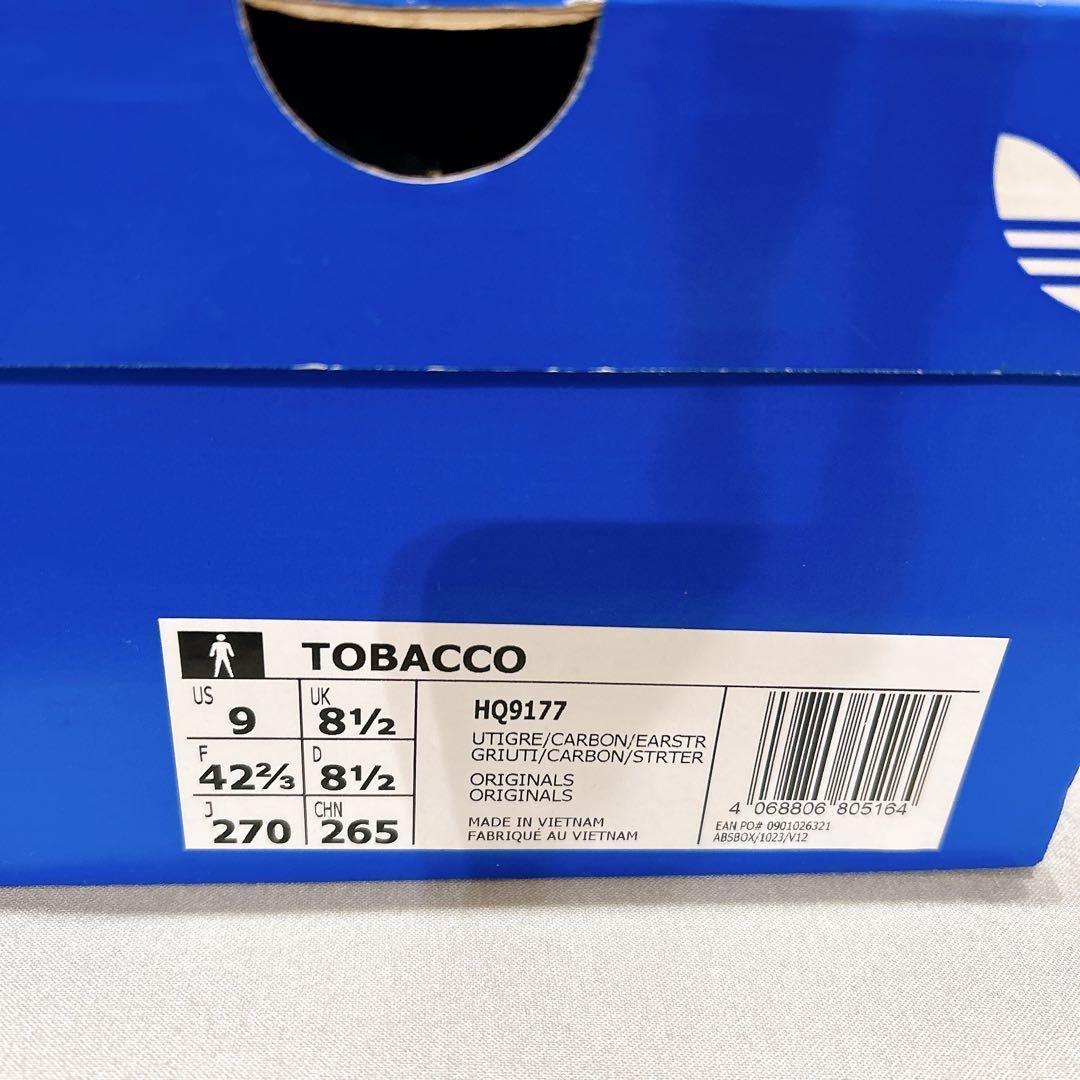 TOBACCO
US 9
UK 8½
F 42⅔
D 8½
J 270
CHN 265
HQ9177
UTIGRE/CARBON/EARSTR
GRIUTI/CARBON/STRTER
ORIGINALS
ORIGINALS
MADE IN VIETNAM
FABRIQUÉ AU VIETNAM
4 068806 805164
EAN PO# 0901026321
ABSBOX/1023/V12